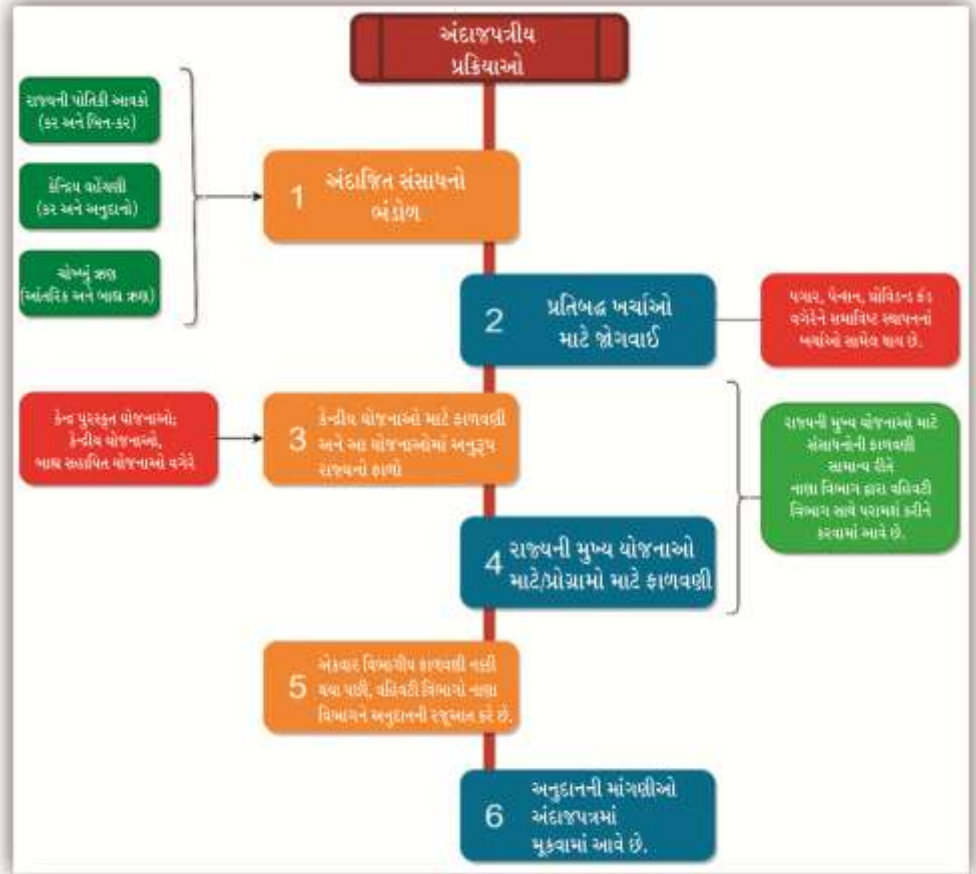 અંદાજપત્રીય
પ્રક્રિયાઓ
રાજ્યની પોતિકી આવકો
(કર અને બિન-કર)
કેન્દ્રિય વહેંચણી
(કર અને અનુદાનો)
ચોખ્ખું ઋણ
(આંતરિક અને બાહ્ય ઋણ)
1
અંદાજિત સંસાધનો
ભંડોળ
2
પ્રતિબદ્ધ ખર્ચાઓ
માટે જોગવાઈ
પગાર, પેન્શન, પ્રોવિડન્ડ ફંડ
વગેરેને સમાવિષ્ટ સ્થાપનનાં
ખર્ચાઓ સામેલ થાય છે.
કેન્દ્ર પુરસ્કૃત યોજનાઓ;
કેન્દ્રીય યોજનાઓ,
બાહ્ય સહાયિત યોજનાઓ વગેરે
3
કેન્દ્રીય યોજનાઓ માટે ફાળવણી
અને આ યોજનાઓમાં અનુરૂપ
રાજ્યનો ફાળો
રાજ્યની મુખ્ય યોજનાઓ માટે
સંસાધનોની ફાળવણી
સામાન્ય રીતે
નાણા વિભાગ દ્વારા વહિવટી
વિભાગ સાથે પરામર્શ કરીને
કરવામાં આવે છે.
4
રાજ્યની મુખ્ય યોજનાઓ
માટે/પ્રોગ્રામો માટે ફાળવણી
5
એકવાર વિભાગીય ફાળવણી નક્કી
થયા પછી, વહિવટી વિભાગો નાણા
વિભાગને અનુદાનની રજૂઆત કરે છે.
6
અનુદાનની માંગણીઓ
અંદાજપત્રમાં
મૂકવામાં આવે છે.